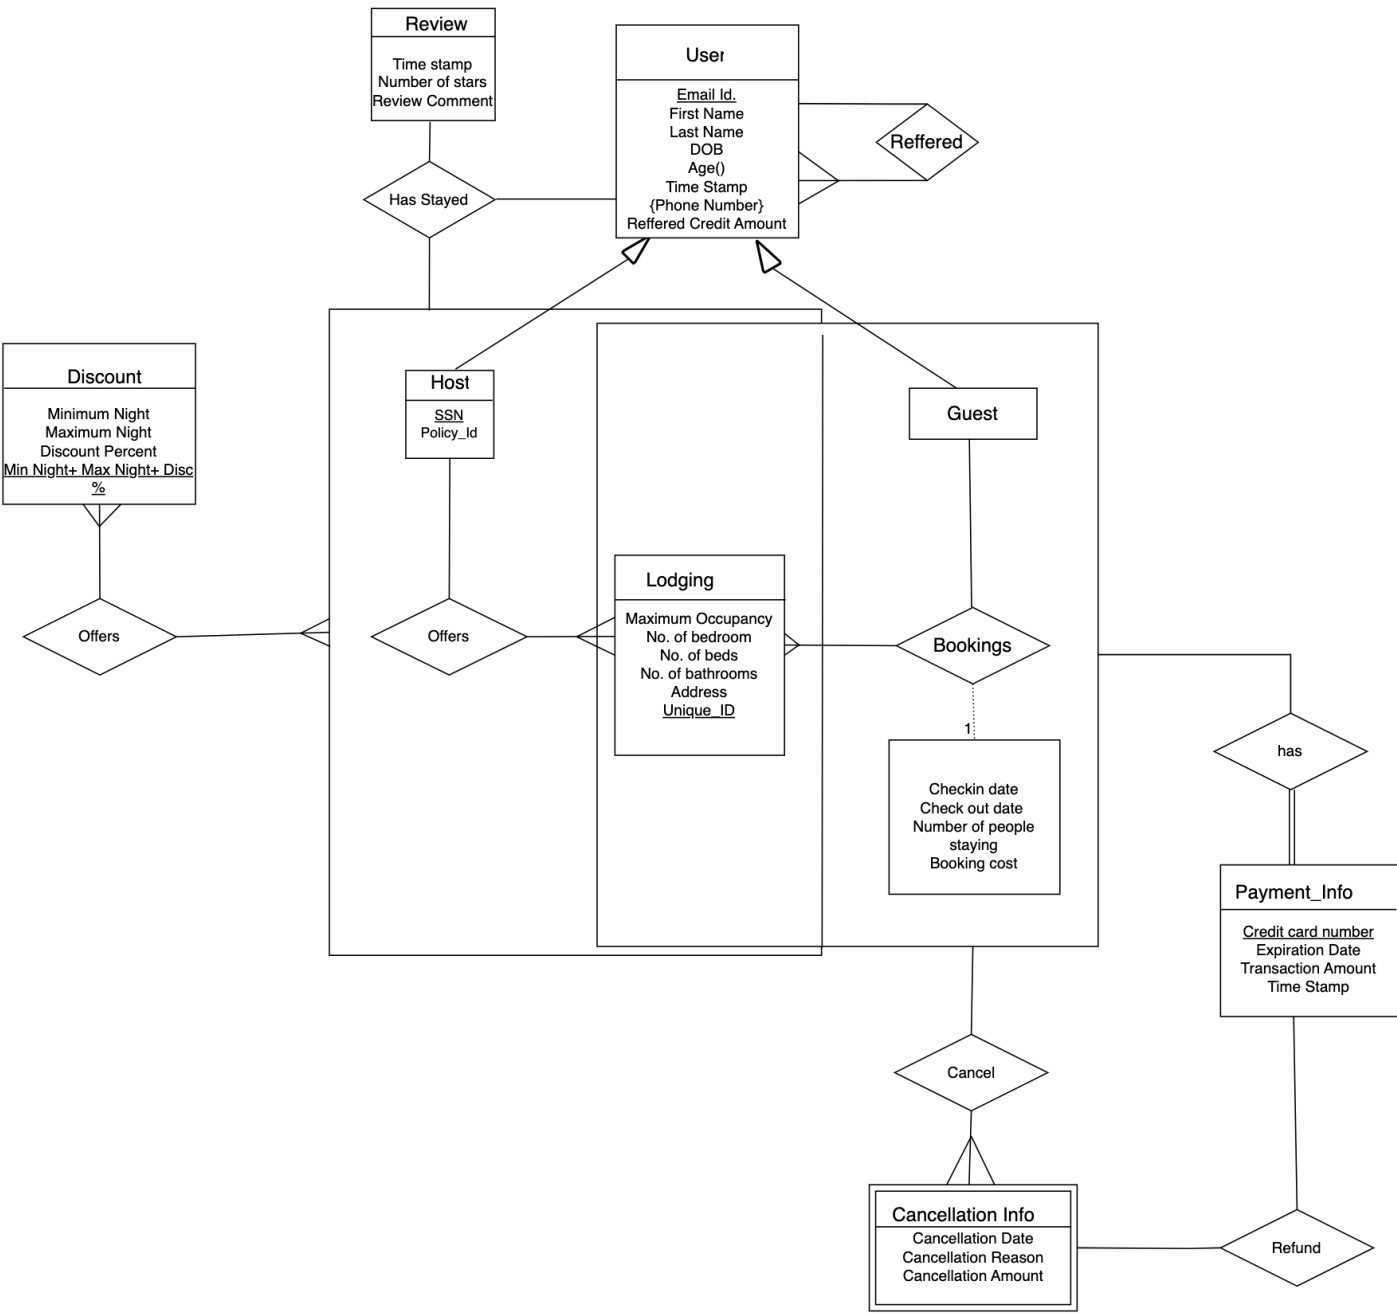 Review
Time stamp
Number of stars
Review Comment
User
Email Id.
First Name
Last Name
DOB
Age()
Time Stamp
{Phone Number}
Reffered Credit Amount
Reffered
Has Stayed
Discount
Minimum Night
Maximum Night
Discount Percent
Min Night+ Max Night+ Disc
%
Host
SSN
Policy_Id
Guest
Offers
Offers
Lodging
Maximum Occupancy
No. of bedroom
No. of beds
No. of bathrooms
Address
Unique_ID
Bookings
1
Checkin date
Check out date
Number of people
staying
Booking cost
has
Payment_Info
Credit card number
Expiration Date
Transaction Amount
Time Stamp
Cancel
Cancellation Info
Cancellation Date
Cancellation Reason
Cancellation Amount
Refund